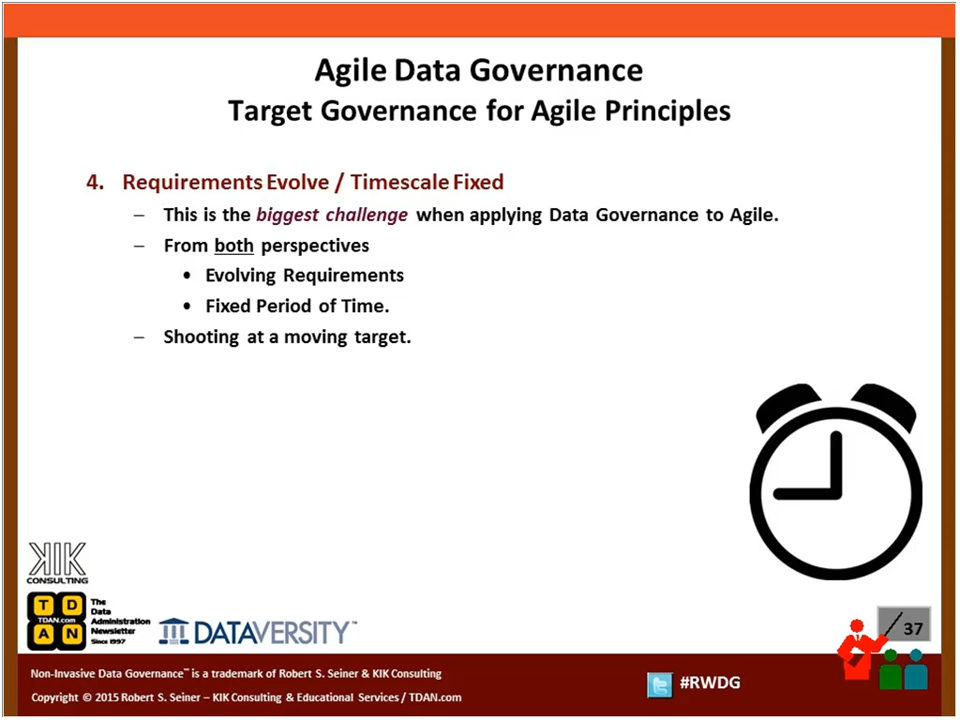 Agile Data Governance
Target Governance for Agile Principles
4. Requirements Evolve / Timescale Fixed
– This is the biggest challenge when applying Data Governance to Agile.
– From both perspectives
• Evolving Requirements
• Fixed Period of Time.
– Shooting at a moving target.
KIK
CONSULTING
T D
TDAN.com
A N
The
Data
Administration
Newsletter
Since 1997
DATAVERSITY™
37
Non-Invasive Data Governance™ is a trademark of Robert S. Seiner & KIK Consulting
Copyright © 2015 Robert S. Seiner – KIK Consulting & Educational Services / TDAN.com
#RWDG